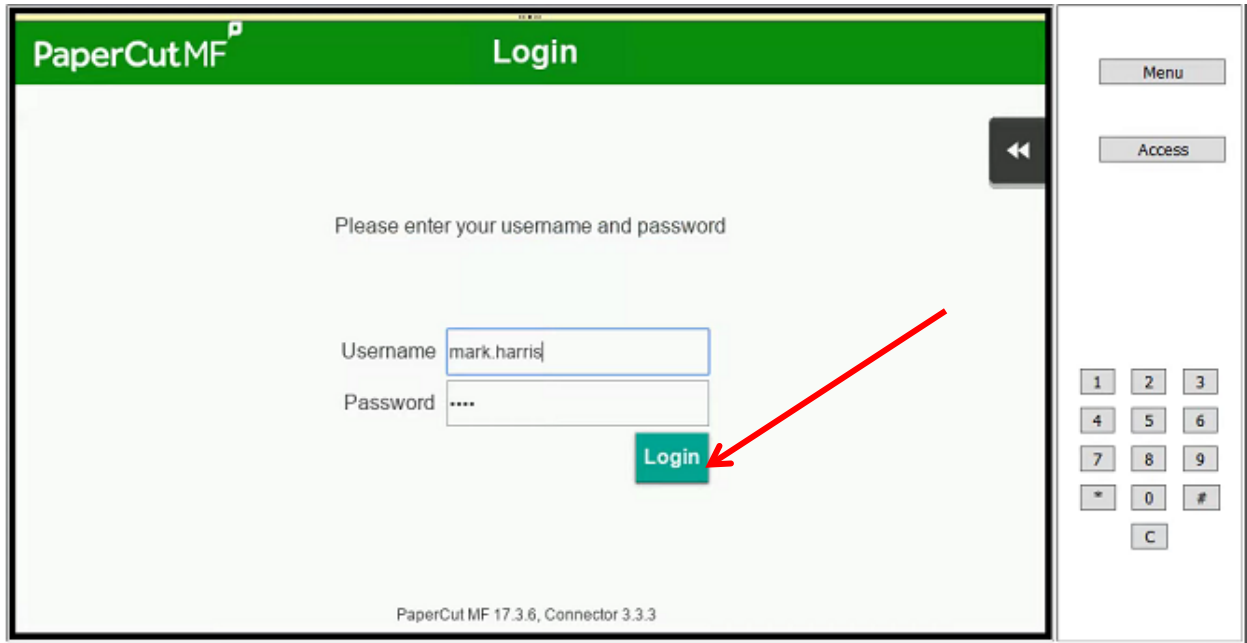 PaperCut MF
Login
Menu
Access
Please enter your username and password
Username mark.harris
Password ••••
Login
1 2 3
4 5 6
7 8 9
* 0 #
C
PaperCut MF 17.3.6, Connector 3.3.3